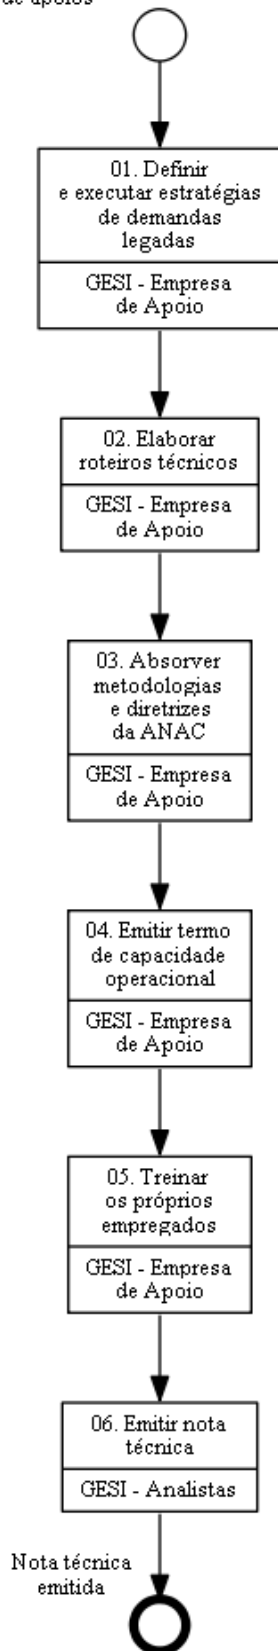 de apoios
01. Definir
e executar estratégias
de demandas
legadas
GESI - Empresa
de Apoio
02. Elaborar
roteiros técnicos
GESI - Empresa
de Apoio
03. Absorver
metodologias
e diretrizes
da ANAC
GESI - Empresa
de Apoio
04. Emitir termo
de capacidade
operacional
GESI - Empresa
de Apoio
05. Treinar
os próprios
empregados
GESI - Empresa
de Apoio
06. Emitir nota
técnica
GESI - Analistas
Nota técnica
emitida